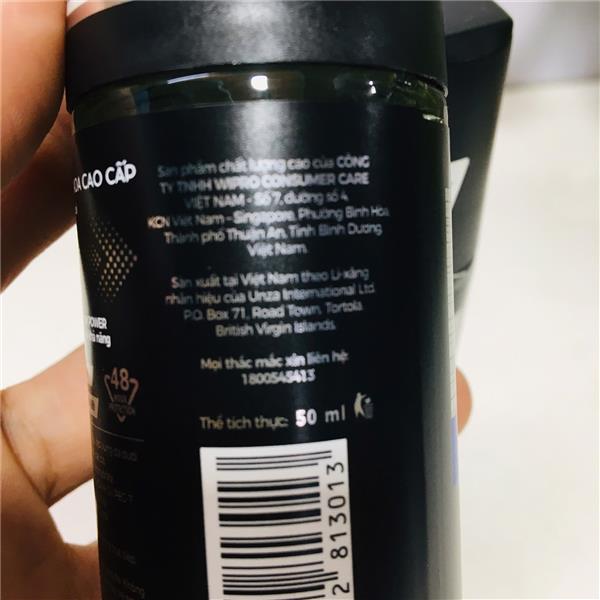 OA CAO CẤP
POWER
48
Sản phẩm chất lượng cao của CÔNG
TY TNHH WIPRO CONSUMER CARE
VIỆT NAM - Số 7, đường số 4
KCN Việt Nam - Singapore, Phường Bình Hòa
Thành phố Thuận An, Tỉnh Bình Dương
Việt Nam.
Sản xuất tại Việt Nam theo Li-xăng
nhãn hiệu của Unza International Ltd.
P.O. Box 71, Road Town, Tortola
British Virgin Islands.
Mọi thắc mắc xin liên hệ:
1800545413
Thể tích thực: 50 ml
2 813013